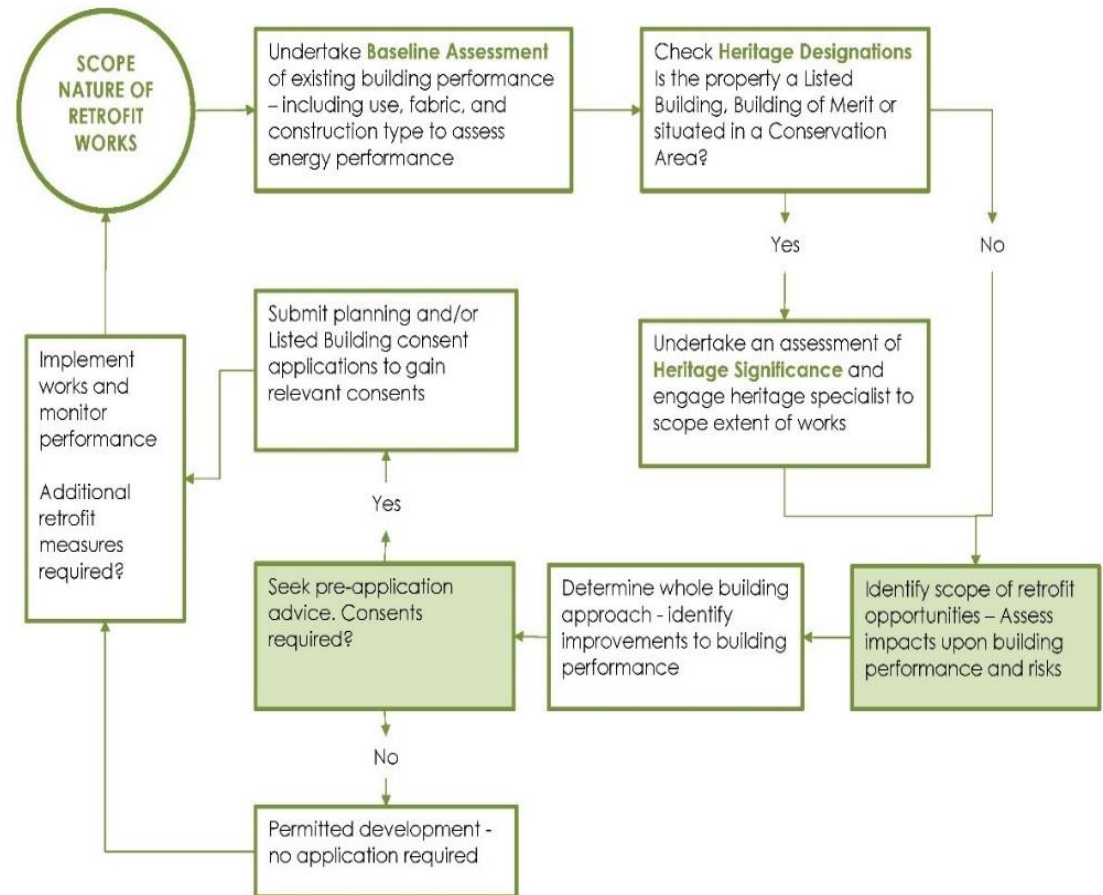 SCOPE
NATURE OF
RETROFIT
WORKS
Undertake Baseline Assessment
of existing building performance
– including use, fabric, and
construction type to assess
energy performance
Check Heritage Designations
Is the property a Listed
Building, Building of Merit or
situated in a Conservation
Area?
Yes
No
Undertake an assessment of
Heritage Significance and
engage heritage specialist to
scope extent of works
Identify scope of retrofit
opportunities – Assess
impacts upon building
performance and risks
Determine whole building
approach - identify
improvements to building
performance
Seek pre-application
advice. Consents
required?
Yes
Submit planning and/or
Listed Building consent
applications to gain
relevant consents
No
Permitted development -
no application required
Implement
works and
monitor
performance
Additional
retrofit
measures
required?